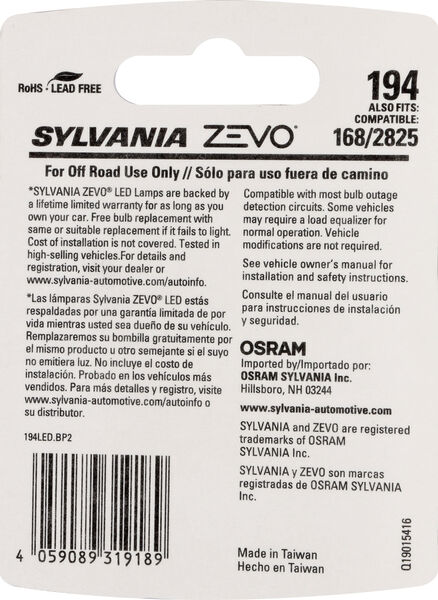 RoHS - LEAD FREE
194
ALSO FITS:
COMPATIBLE:
168/2825
SYLVANIA ZEVO®
For Off Road Use Only // Sólo para uso fuera de camino
*SYLVANIA ZEVO® LED Lamps are backed by
a lifetime limited warranty for as long as you
own your car. Free bulb replacement with
same or suitable replacement if it fails to light.
Cost of installation is not covered. Tested in
high-selling vehicles.For details and
registration, visit your dealer or
www.sylvania-automotive.com/autoinfo.
*Las lámparas Sylvania ZEVO® LED estás
respaldadas por una garantía limitada de por
vida mientras usted sea dueño de su vehículo.
Remplazaremos su bombilla gratuitamente por
el mismo producto u otro semejante si el suyo
no emitiera luz. No incluye el costo de
instalación. Probado en los vehículos más
vendidos. Para más detalles y registro, visite
www.sylvania-automotive.com/autoinfo o
su distributor.
194LED.BP2
4 059089 319189
Compatible with most bulb outage
detection circuits. Some vehicles
may require a load equalizer for
normal operation. Vehicle
modifications are not required.
See vehicle owner's manual for
installation and safety instructions.
Consulte el manual del usuario
para instrucciones de instalación
y seguridad.
OSRAM
Imported by/Importado por:
OSRAM SYLVANIA Inc.
Hillsboro, NH 03244
www.sylvania-automotive.com
SYLVANIA and ZEVO are registered
trademarks of OSRAM
SYLVANIA Inc.
SYLVANIA y ZEVO son marcas
registradas de OSRAM SYLVANIA
Inc.
Made in Taiwan
Hecho en Taiwan
Q19015416